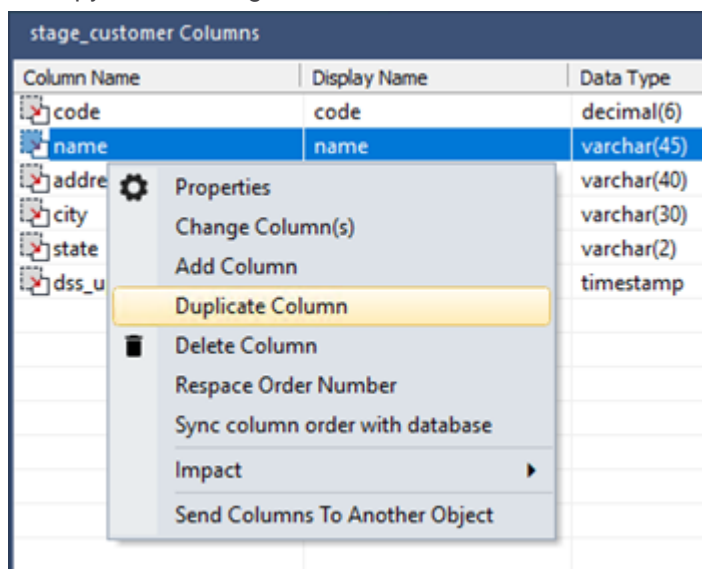 stage_customer Columns
Column Name Display Name Data Type
code code decimal(6)
name name varchar(45)
addre varchar(40)
city varchar(30)
state varchar(2)
dss_u timestamp
Properties
Change Column(s)
Add Column
Duplicate Column
Delete Column
Respace Order Number
Sync column order with database
Impact
Send Columns To Another Object